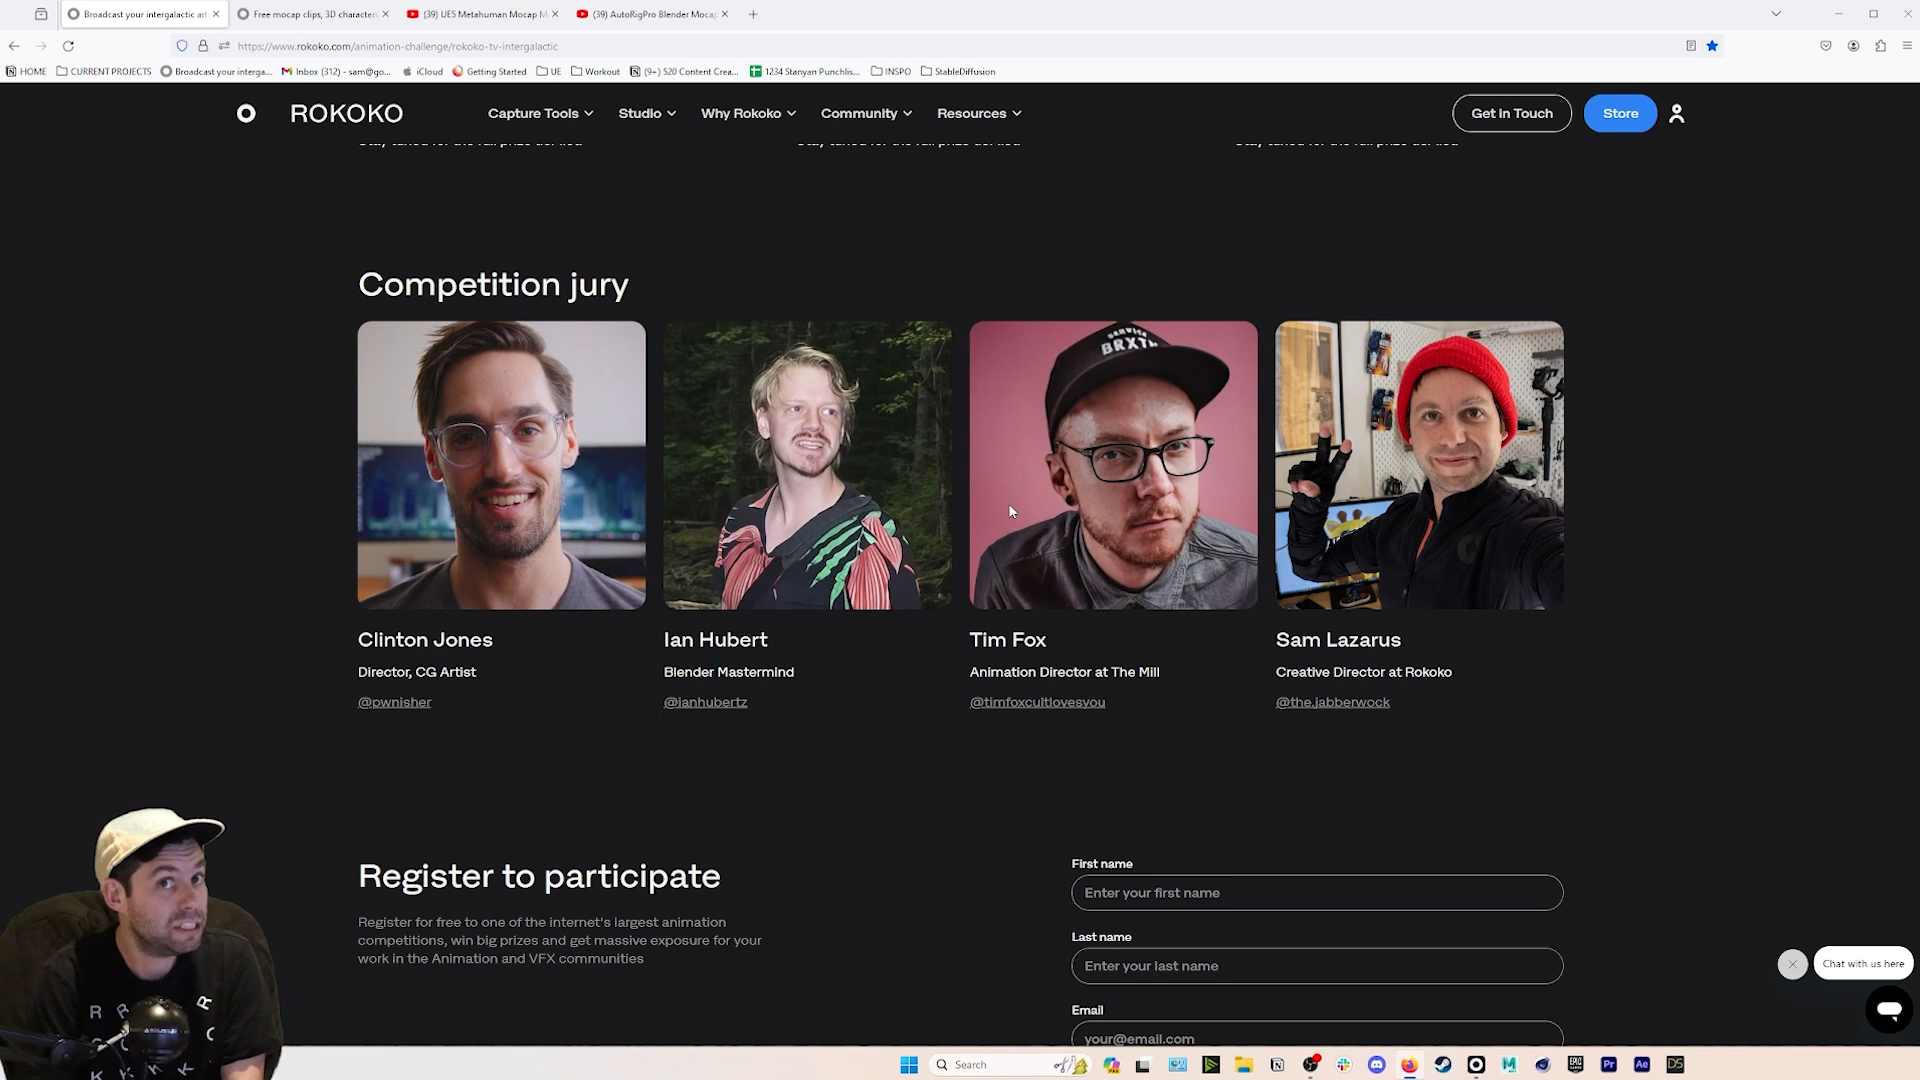 Broadcast your intergalactic ar
Free mocap clips, 3D character
(39) UE5 Metahuman Mocap M
(39) AutoRigPro Blender Mocap
https://www.rokoko.com/animation-challenge/rokoko-tv-intergalactic
HOME
CURRENT PROJECTS
Broadcast your interga...
Inbox (312) - sam@go...
iCloud
Getting Started
UE
Workout
(9+) 520 Content Crea...
1234 Stanyan Punchlis...
INSPO
StableDiffusion
ROKOKO
Capture Tools
Studio
Why Rokoko
Community
Resources
Get in Touch
Store
Competition jury
BRXTN
Clinton Jones
Director, CG Artist
@pwnisher
Ian Hubert
Blender Mastermind
@ianhubertz
Tim Fox
Animation Director at The Mill
@timfoxcultlovesyou
Sam Lazarus
Creative Director at Rokoko
@the.jabberwock
Register to participate
Register for free to one of the internet's largest animation
competitions, win big prizes and get massive exposure for your
work in the Animation and VFX communities
First name
Enter your first name
Last name
Enter your last name
Email
your@email.com
Chat with us here
Search